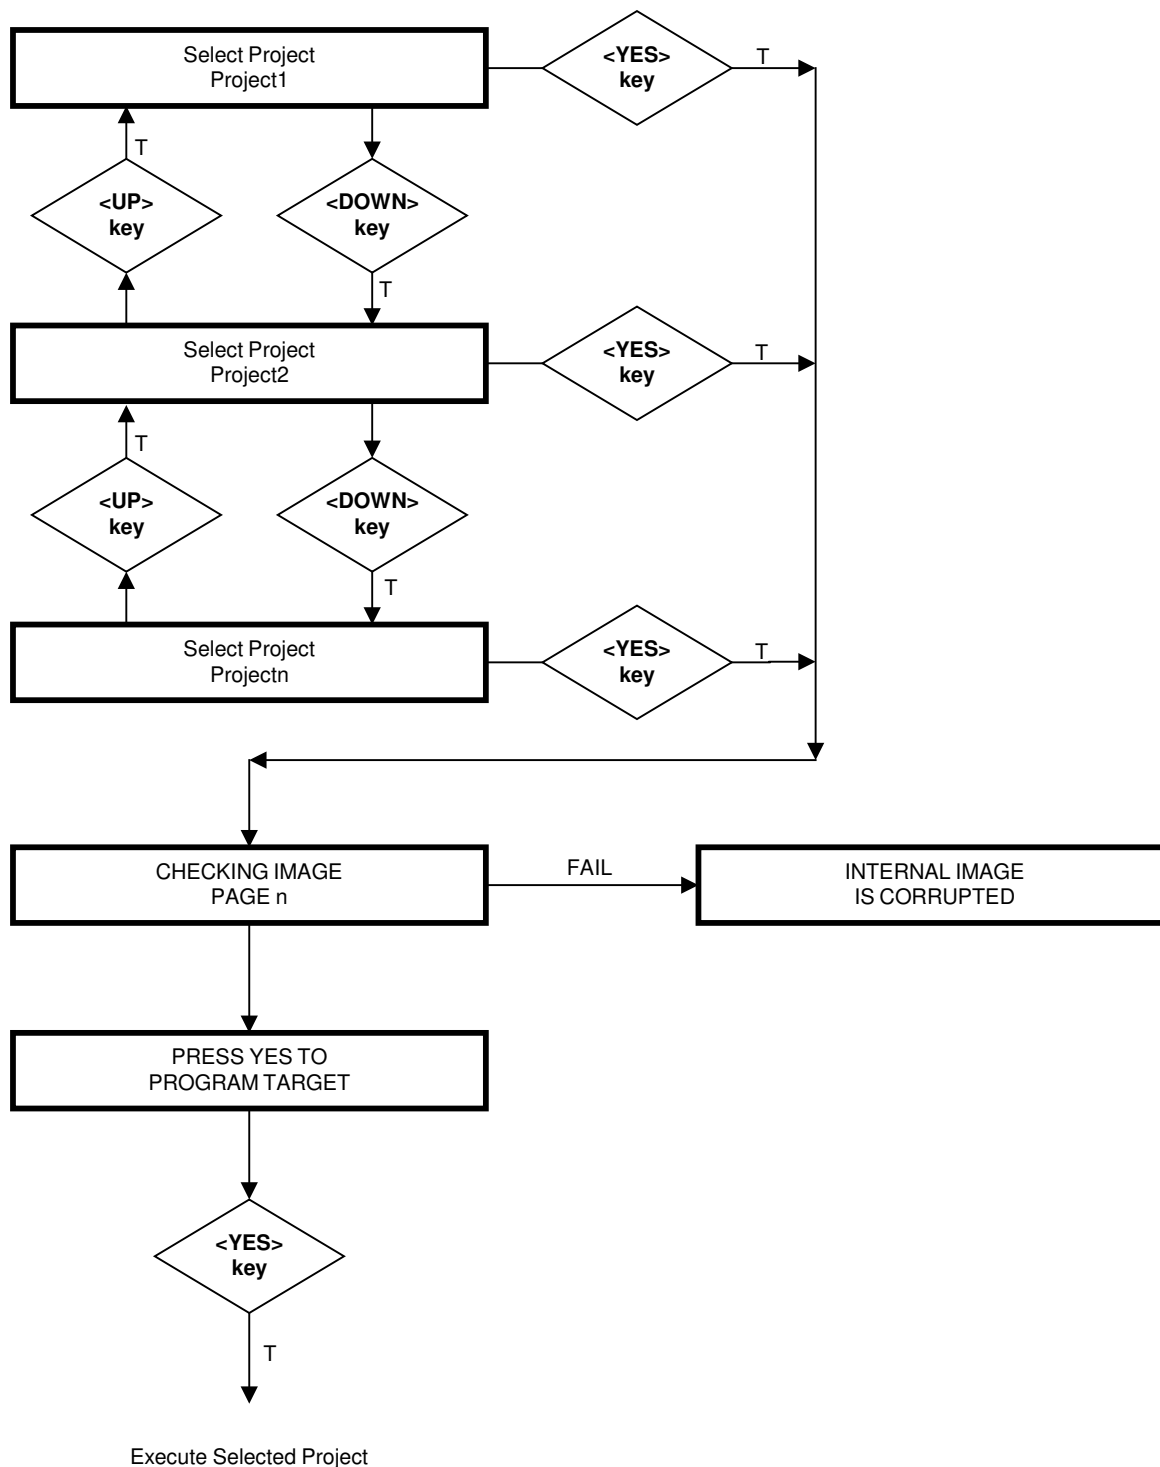 Select Project
Project1
<YES>
key
T
T
<UP>
key
<DOWN>
key
T
Select Project
Project2
<YES>
key
T
T
<UP>
key
<DOWN>
key
T
Select Project
Projectn
<YES>
key
T
CHECKING IMAGE
PAGE n
FAIL
INTERNAL IMAGE
IS CORRUPTED
PRESS YES TO
PROGRAM TARGET
<YES>
key
T
Execute Selected Project